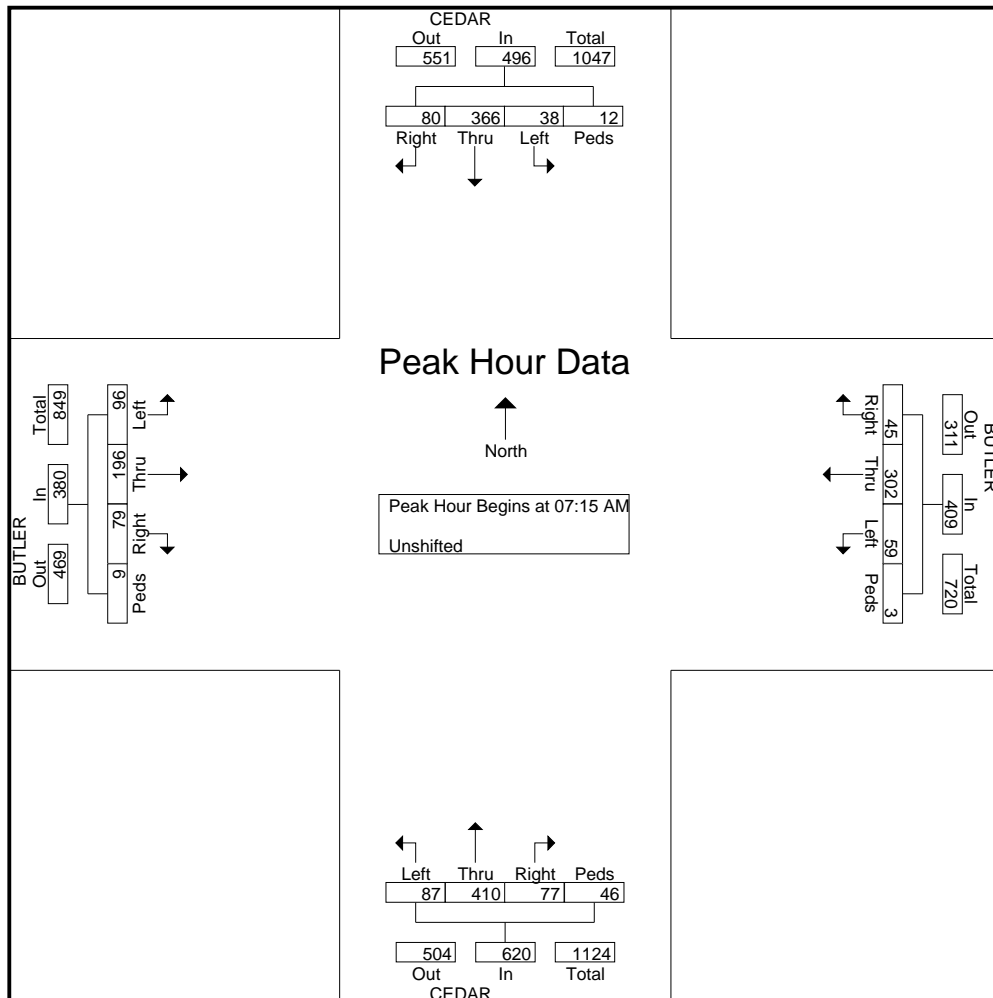 CEDAR
Out In Total
551 496 1047
80 366 38 12
Right Thru Left Peds
Peak Hour Data
North
Peak Hour Begins at 07:15 AM
Unshifted
BUTLER
Out In Total
469 380 849
9 79 196 96
Peds Right Thru Left
BUTLER
Out In Total
311 409 720
45 302 59 3
Right Thru Left Peds
Left Thru Right Peds
87 410 77 46
504 620 1124
Out In Total
CEDAR